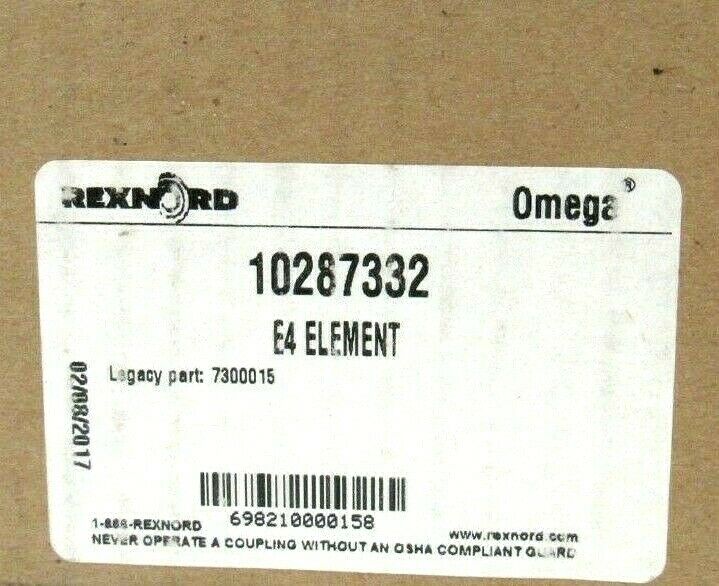 REXNORD
Omega®
10287332
E4 ELEMENT
Legacy part: 7300015
02/08/2017
698210000158
1-888-REXNORD
www.rexnord.com
NEVER OPERATE A COUPLING WITHOUT AN OSHA COMPLIANT GUARD